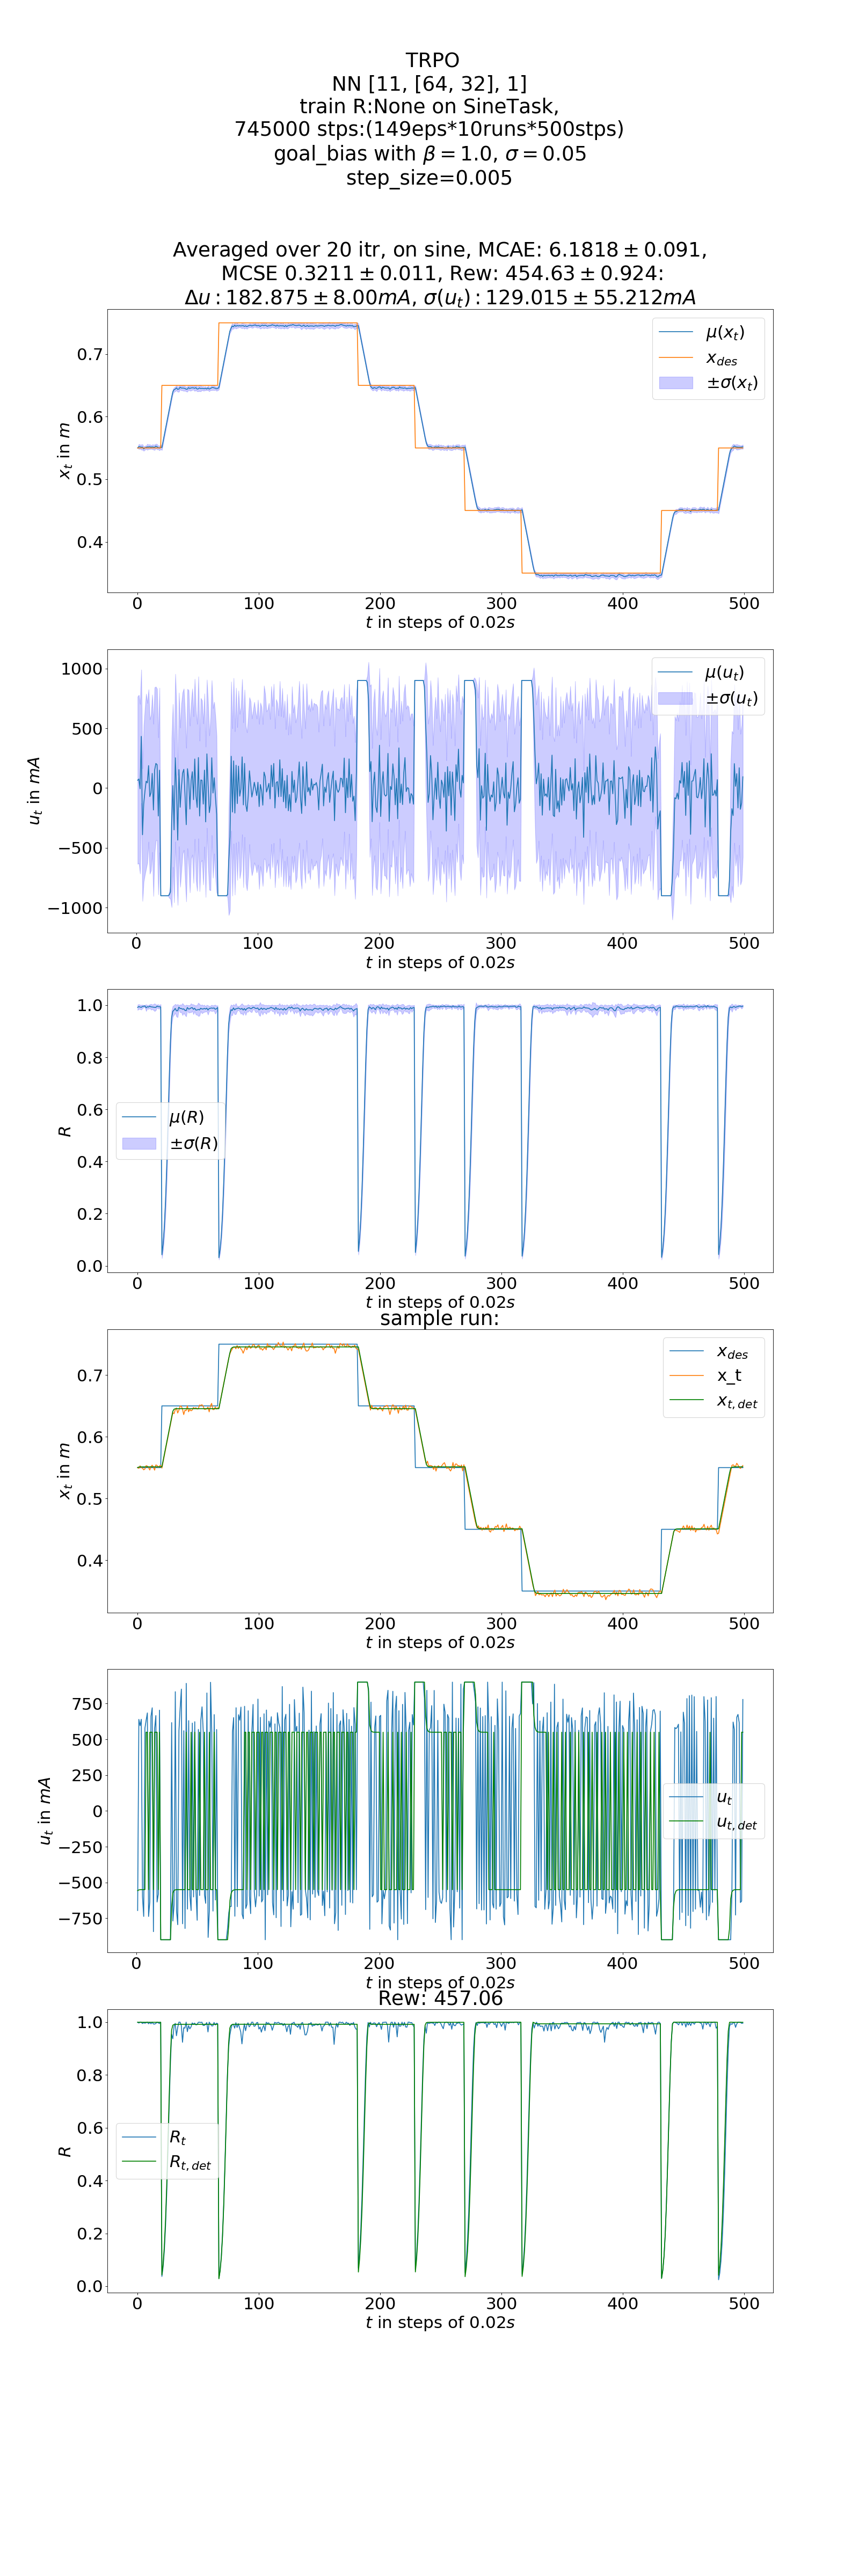 TRPO
NN [11, [64, 32], 1]
train R:None on SineTask,
745000 stps:(149eps*10runs*500stps)
goal_bias with β = 1.0, σ = 0.05
step_size=0.005
Averaged over 20 itr, on sine, MCAE: 6.1818 ± 0.091,
MCSE 0.3211 ± 0.011, Rew: 454.63 ± 0.924:
Δu : 182.875 ± 8.00mA, σ(u_t) : 129.015 ± 55.212mA
μ(x_t)
x_des
±σ(x_t)
0.7
0.6
0.5
0.4
x_t in m
0 100 200 300 400 500
t in steps of 0.02s
μ(u_t)
±σ(u_t)
1000
500
0
−500
−1000
u_t in mA
0 100 200 300 400 500
t in steps of 0.02s
1.0
0.8
0.6
0.4
0.2
0.0
R
μ(R)
±σ(R)
0 100 200 300 400 500
t in steps of 0.02s
sample run:
x_des
x_t
x_t,det
0.7
0.6
0.5
0.4
x_t in m
0 100 200 300 400 500
t in steps of 0.02s
750
500
250
0
−250
−500
−750
u_t in mA
u_t
u_t,det
0 100 200 300 400 500
t in steps of 0.02s
Rew: 457.06
1.0
0.8
0.6
0.4
0.2
0.0
R
R_t
R_t,det
0 100 200 300 400 500
t in steps of 0.02s